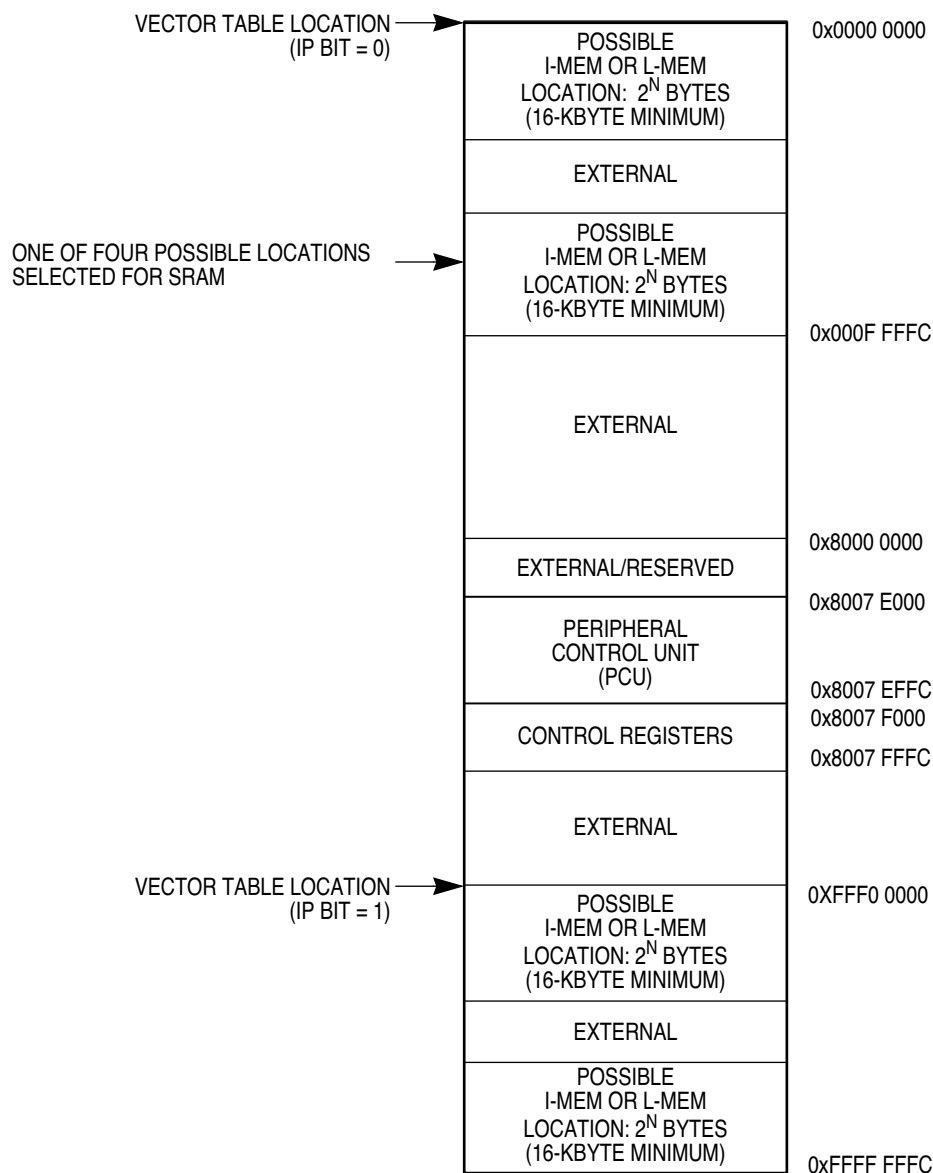 VECTOR TABLE LOCATION
(IP BIT = 0)
0x0000 0000
POSSIBLE
I-MEM OR L-MEM
LOCATION:  2^N BYTES
(16-KBYTE MINIMUM)
EXTERNAL
ONE OF FOUR POSSIBLE LOCATIONS
SELECTED FOR SRAM
POSSIBLE
I-MEM OR L-MEM
LOCATION: 2^N BYTES
(16-KBYTE MINIMUM)
0x000F FFFC
EXTERNAL
0x8000 0000
EXTERNAL/RESERVED
0x8007 E000
PERIPHERAL
CONTROL UNIT
(PCU)
0x8007 EFFC
0x8007 F000
CONTROL REGISTERS
0x8007 FFFC
EXTERNAL
VECTOR TABLE LOCATION
(IP BIT = 1)
0XFFF0 0000
POSSIBLE
I-MEM OR L-MEM
LOCATION: 2^N BYTES
(16-KBYTE MINIMUM)
EXTERNAL
POSSIBLE
I-MEM OR L-MEM
LOCATION: 2^N BYTES
(16-KBYTE MINIMUM)
0xFFFF FFFC